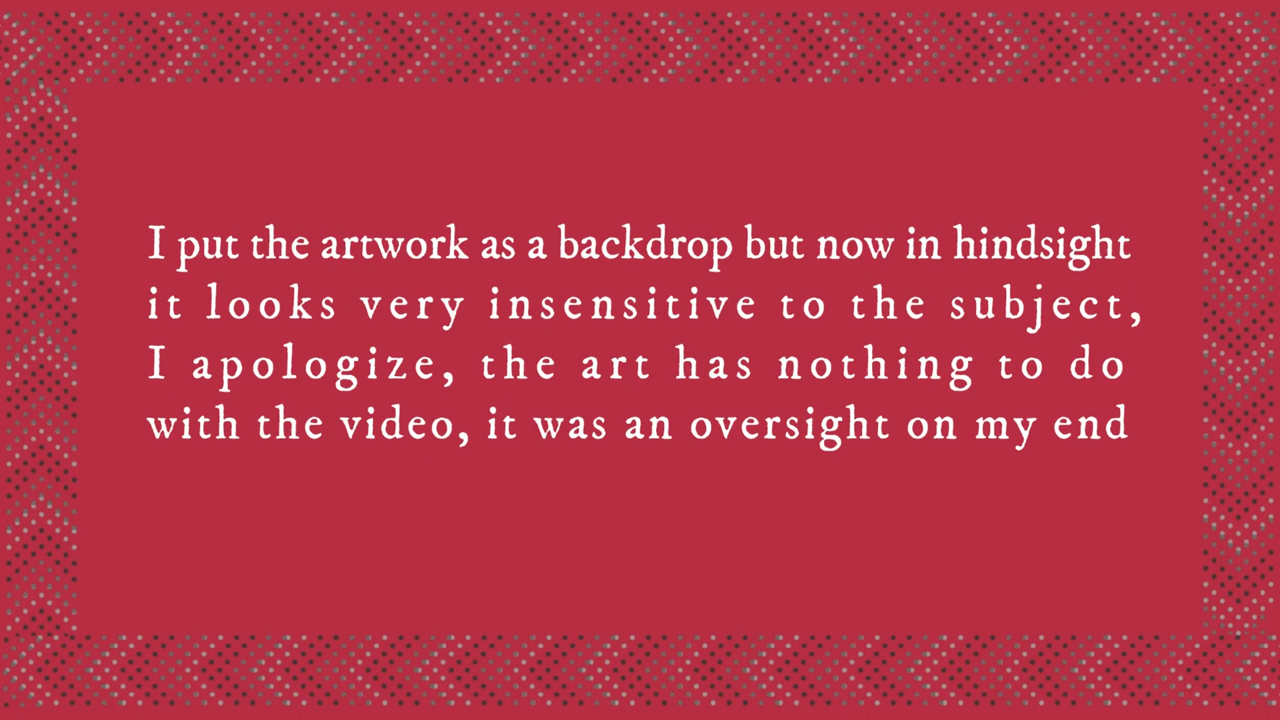 I put the artwork as a backdrop but now in hindsight
it looks very insensitive to the subject,
I apologize, the art has nothing to do
with the video, it was an oversight on my end